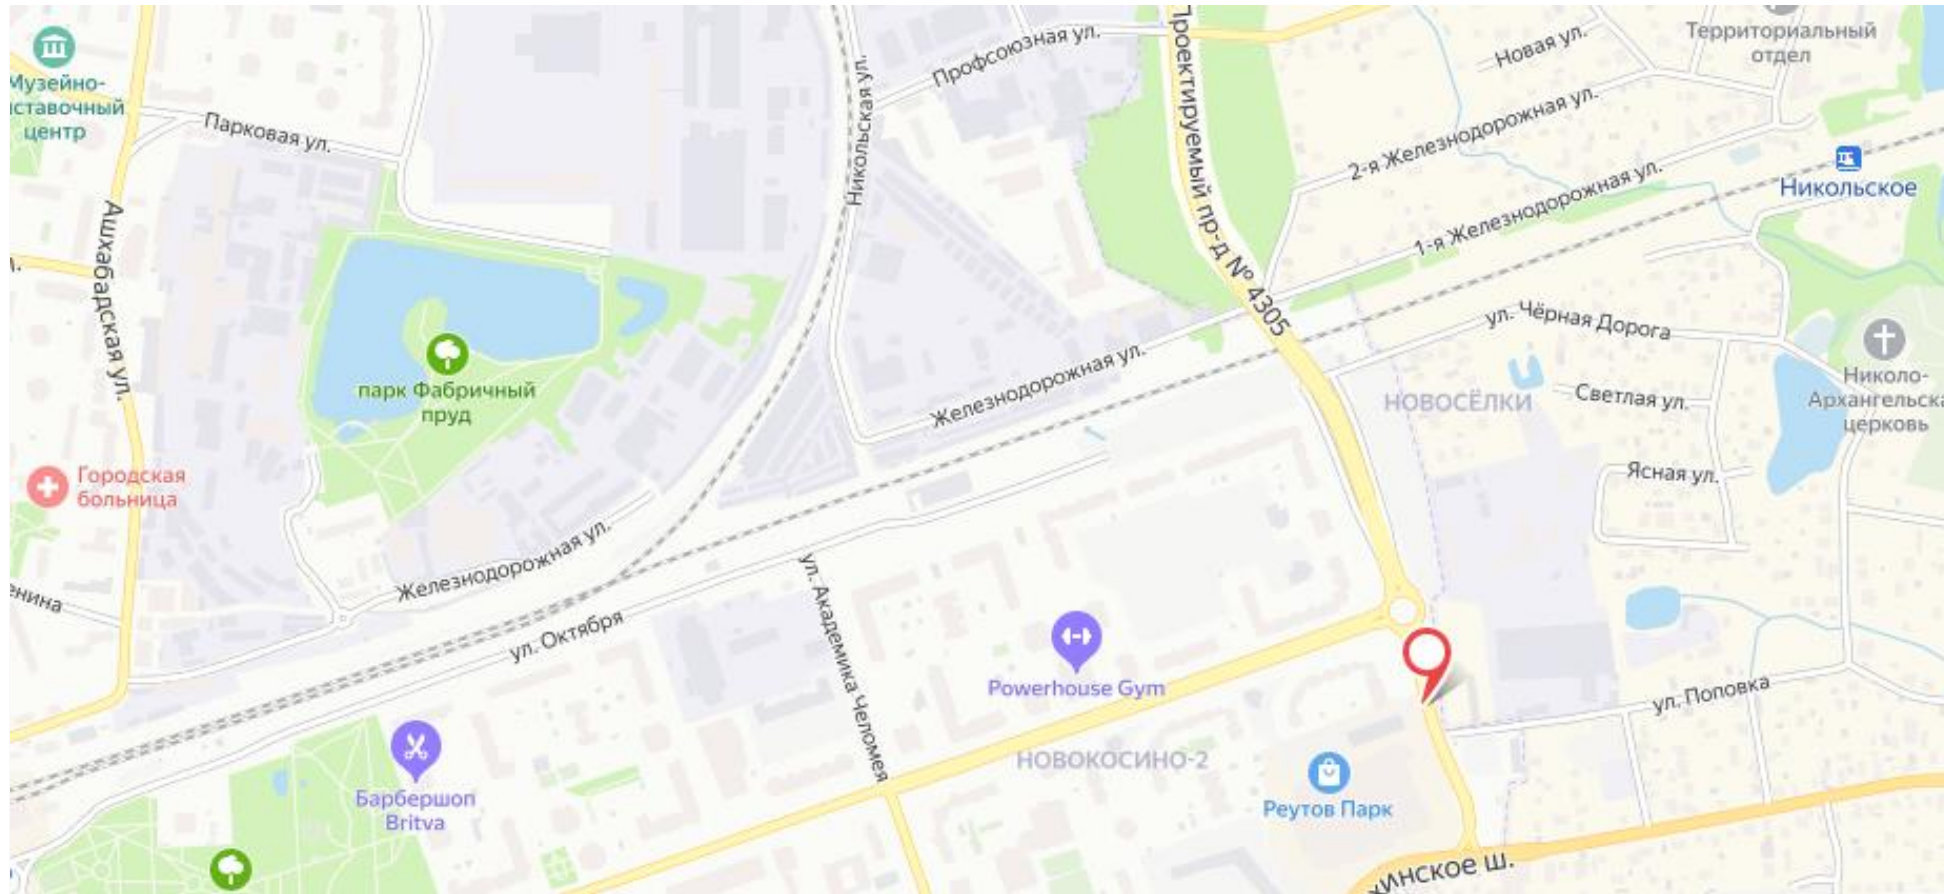 Музейно-
ставочный
центр
Парковая ул.
Ашхабадская ул.
парк Фабричный
пруд
Городская
больница
Железнодорожная ул.
ул. Октября
Барбершоп
Britva
Никольская ул.
Профсоюзная ул.
Железнодорожная ул.
ул. Академика Челомея
Powerhouse Gym
НОВОКОСИНО-2
Проектируемый пр-д № 4305
Новая ул.
Территориальный
отдел
2-я Железнодорожная ул.
1-я Железнодорожная ул.
Никольское
ул. Чёрная Дорога
НОВОСЁЛКИ
Светлая ул.
Ясная ул.
Николо-
Архангельска
церковь
ул. Поповка
Реутов Парк
кинское ш.